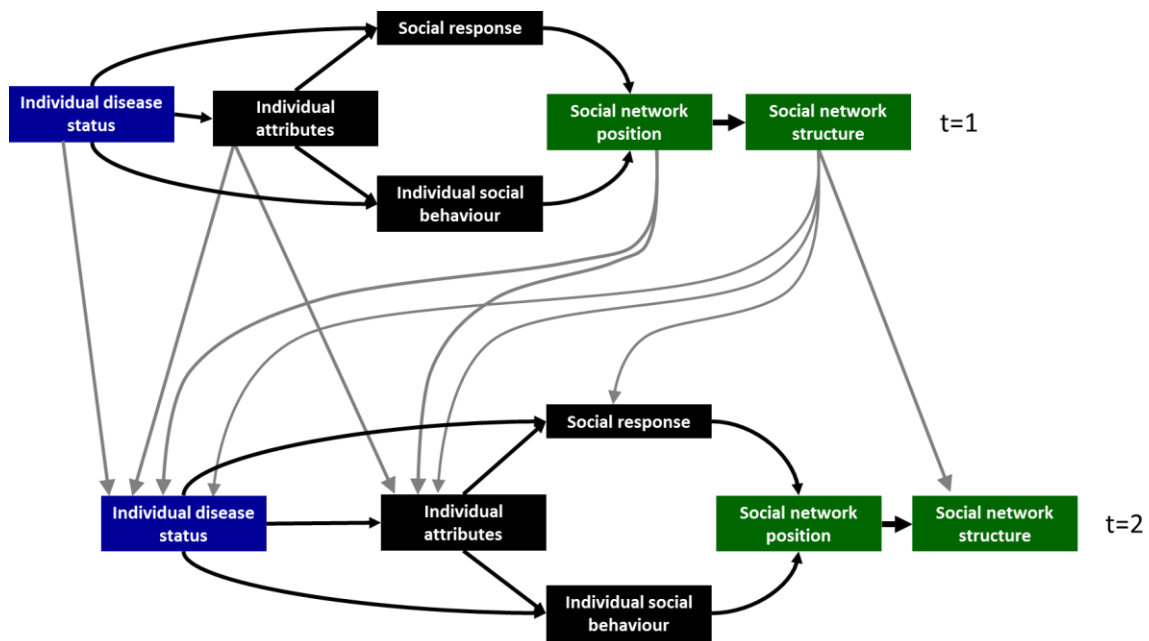 Social response
Individual disease
status
Individual
attributes
Social network
position
Social network
structure
t=1
Individual social
behaviour
Social response
Individual disease
status
Individual
attributes
Social network
position
Social network
structure
t=2
Individual social
behaviour